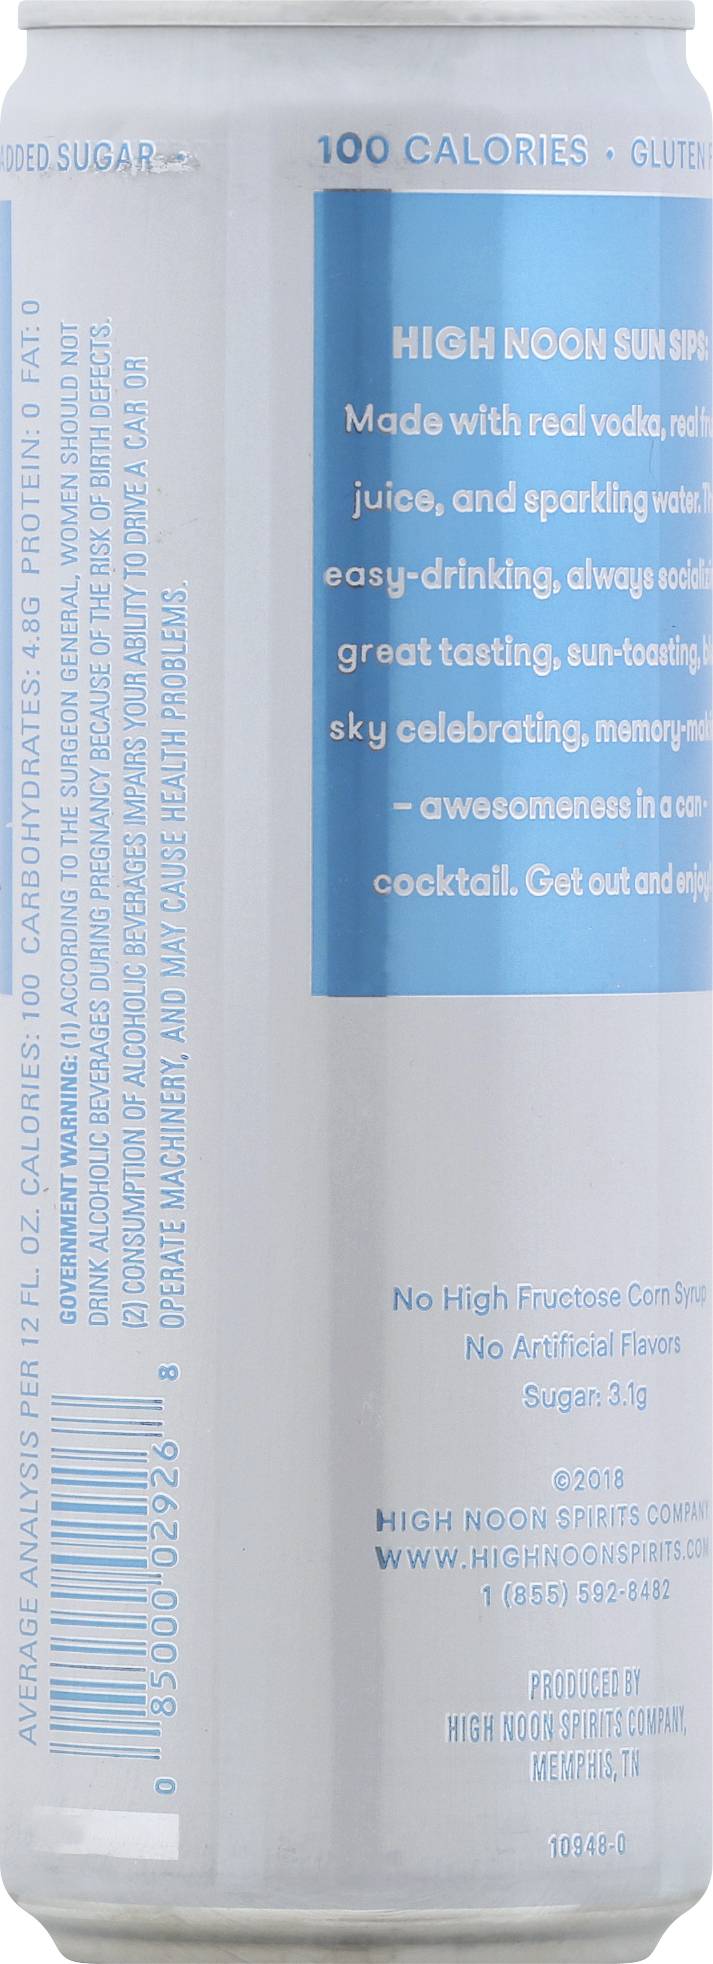 ADDED SUGAR •
100 CALORIES • GLUTEN
HIGH NOON SUN SIPS:
Made with real vodka, real
juice, and sparkling water.
easy-drinking, always
great tasting, sun-toasting,
sky celebrating,
– awesomeness in a can-
cocktail. Get out and enjoy!
No High Fructose Corn Syrup
No Artificial Flavors
Sugar: 3.1g
©2018
HIGH NOON SPIRITS COMPANY
WWW.HIGHNOONSPIRITS.COM
1 (855) 592-8482
PRODUCED BY
HIGH NOON SPIRITS COMPANY,
MEMPHIS, TN
10948-0
AVERAGE ANALYSIS PER 12 FL. OZ. CALORIES: 100 CARBOHYDRATES: 4.8G PROTEIN: 0 FAT: 0
GOVERNMENT WARNING: (1) ACCORDING TO THE SURGEON GENERAL, WOMEN SHOULD NOT
DRINK ALCOHOLIC BEVERAGES DURING PREGNANCY BECAUSE OF THE RISK OF BIRTH DEFECTS.
(2) CONSUMPTION OF ALCOHOLIC BEVERAGES IMPAIRS YOUR ABILITY TO DRIVE A CAR OR
OPERATE MACHINERY, AND MAY CAUSE HEALTH PROBLEMS.
0 85000 02926 8